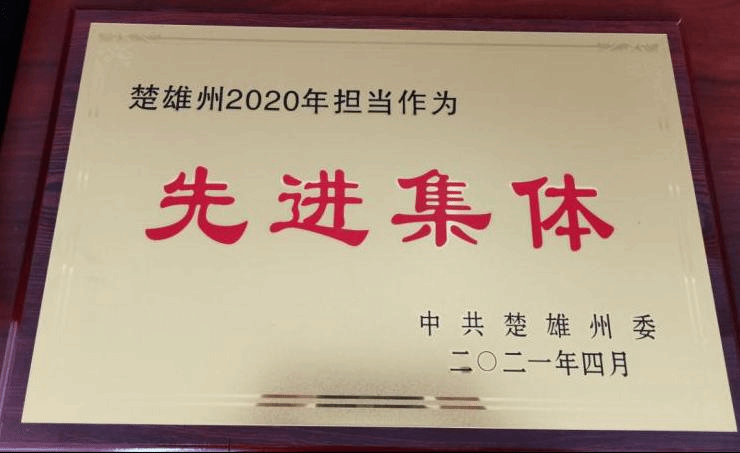 楚雄州2020年担当作为
先进集体
中共楚雄州委
二〇二一年四月